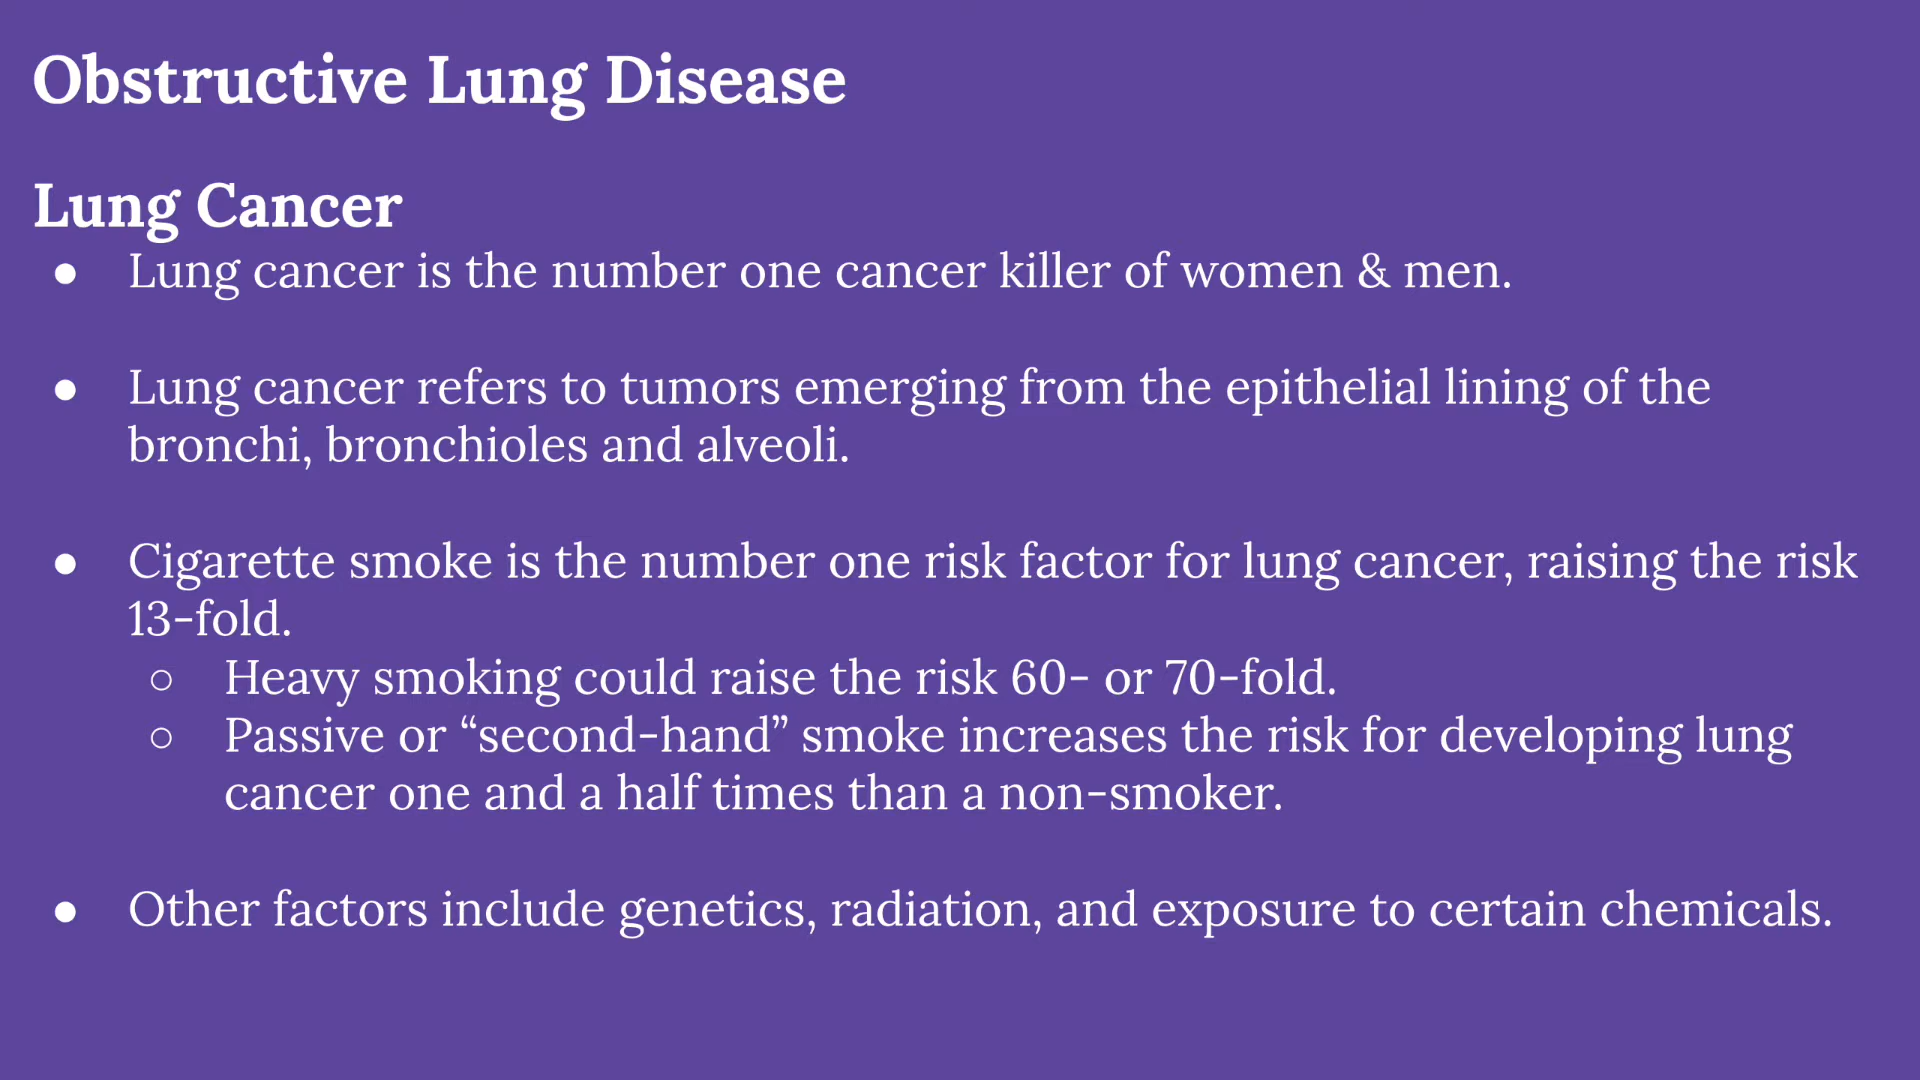 Obstructive Lung Disease
Lung Cancer
● Lung cancer is the number one cancer killer of women & men.
● Lung cancer refers to tumors emerging from the epithelial lining of the
bronchi, bronchioles and alveoli.
● Cigarette smoke is the number one risk factor for lung cancer, raising the risk
13-fold.
○ Heavy smoking could raise the risk 60- or 70-fold.
○ Passive or “second-hand” smoke increases the risk for developing lung
cancer one and a half times than a non-smoker.
● Other factors include genetics, radiation, and exposure to certain chemicals.